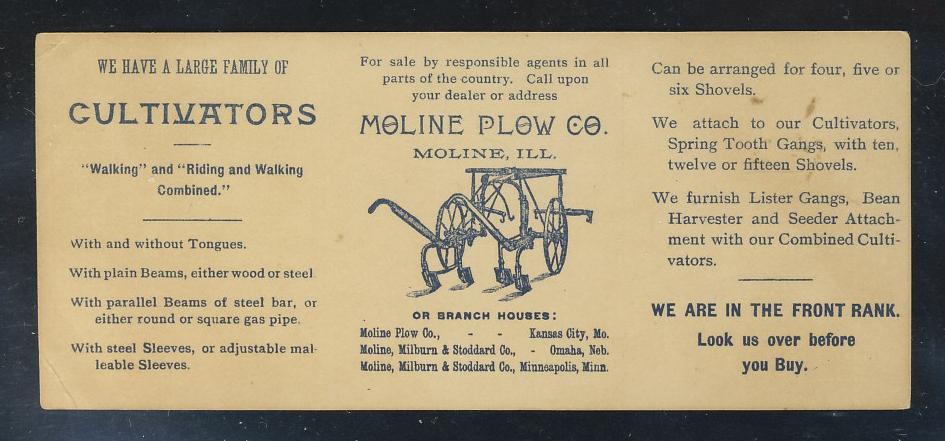 WE HAVE A LARGE FAMILY OF
CULTIVATORS
"Walking" and "Riding and Walking
Combined."
With and without Tongues.
With plain Beams, either wood or steel
With parallel Beams of steel bar, or
either round or square gas pipe.
With steel Sleeves, or adjustable mal-
leable Sleeves.
For sale by responsible agents in all
parts of the country. Call upon
your dealer or address
MOLINE PLOW CO.
MOLINE, ILL.
OR BRANCH HOUSES:
Moline Plow Co., - - Kansas City, Mo.
Moline, Milburn & Stoddard Co., - Omaha, Neb.
Moline, Milburn & Stoddard Co., Minneapolis, Minn.
Can be arranged for four, five or
six Shovels.
We attach to our Cultivators,
Spring Tooth Gangs, with ten,
twelve or fifteen Shovels.
We furnish Lister Gangs, Bean
Harvester and Seeder Attach-
ment with our Combined Culti-
vators.
WE ARE IN THE FRONT RANK.
Look us over before
you Buy.